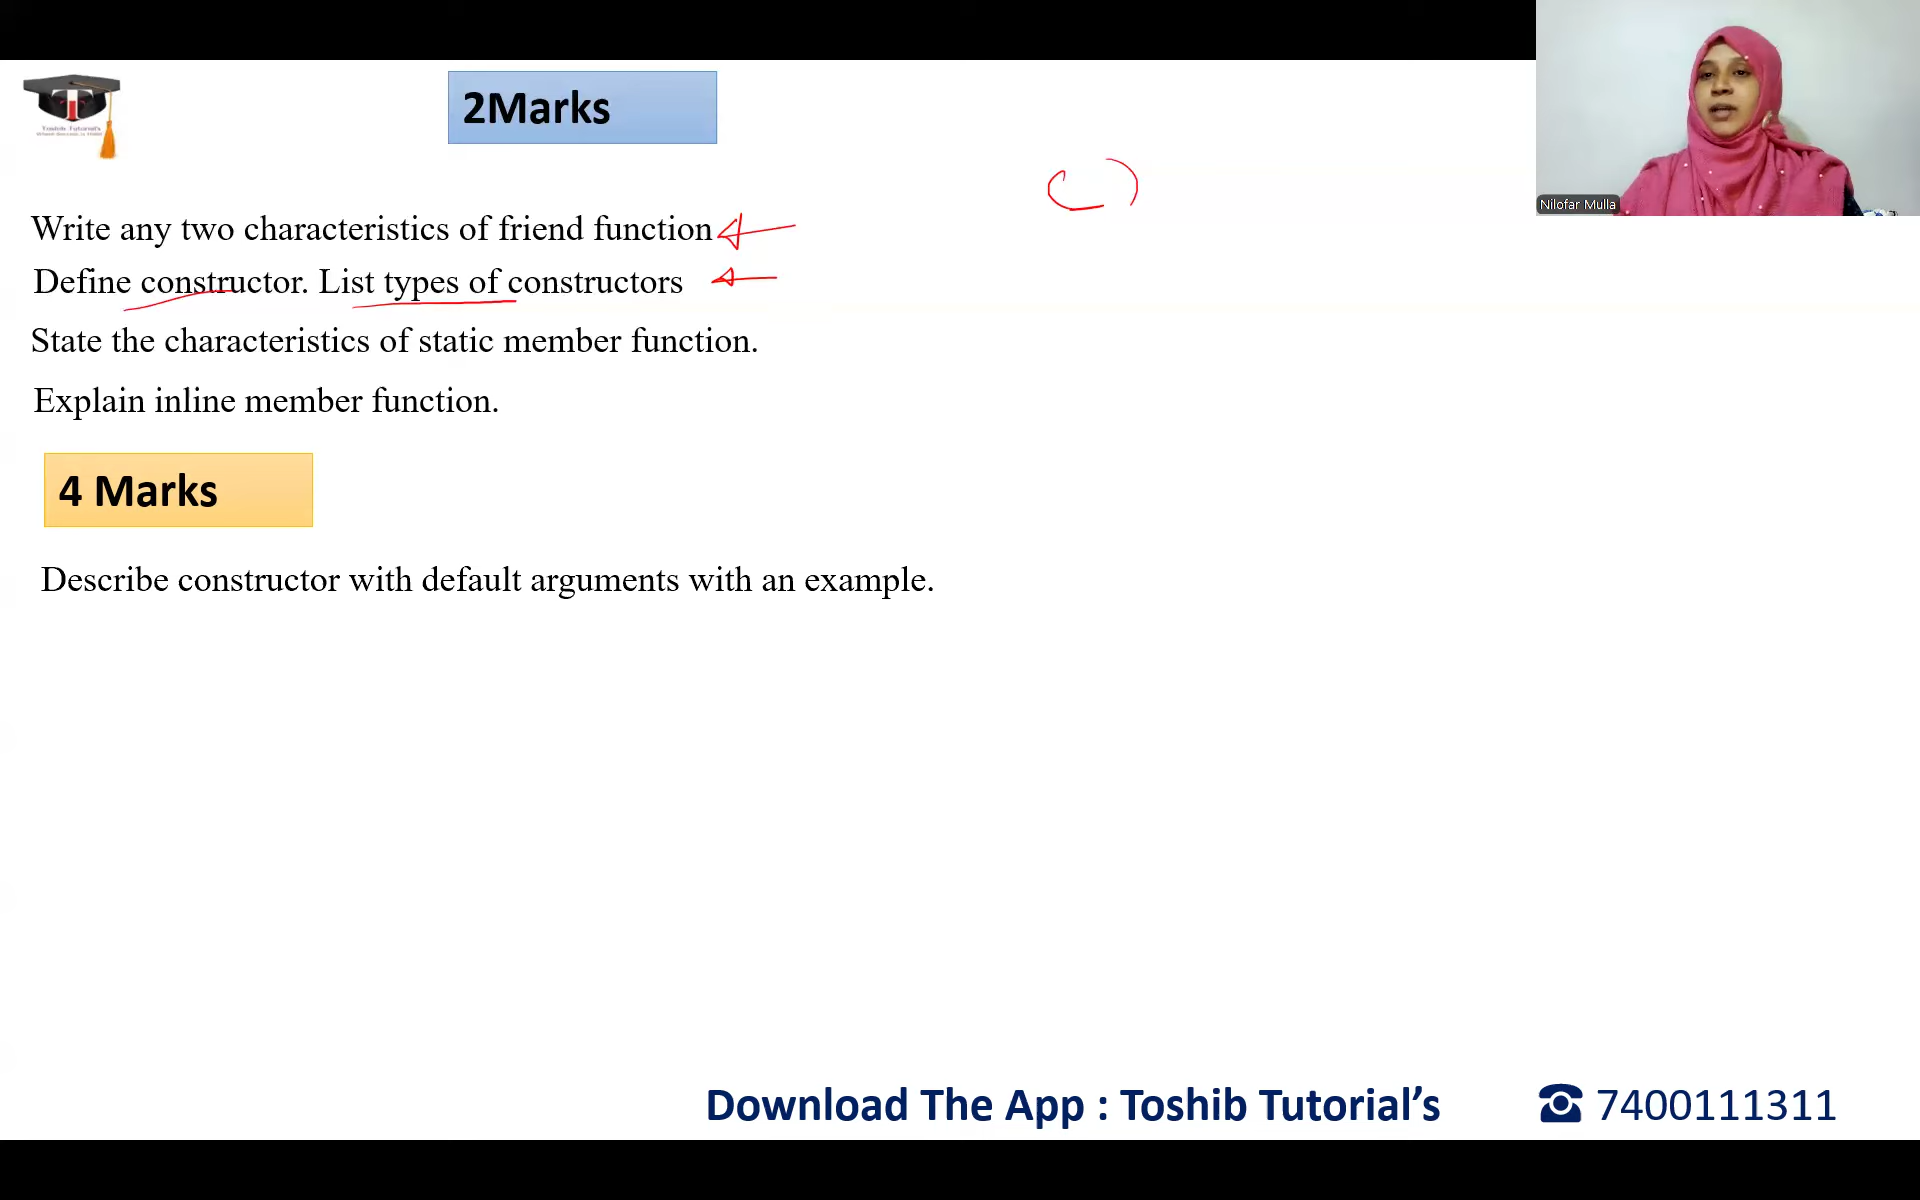 2Marks
Toshib Tutorial's
Nilofar Mulla
Write any two characteristics of friend function
Define constructor. List types of constructors
State the characteristics of static member function.
Explain inline member function.
4 Marks
Describe constructor with default arguments with an example.
Download The App : Toshib Tutorial’s
7400111311